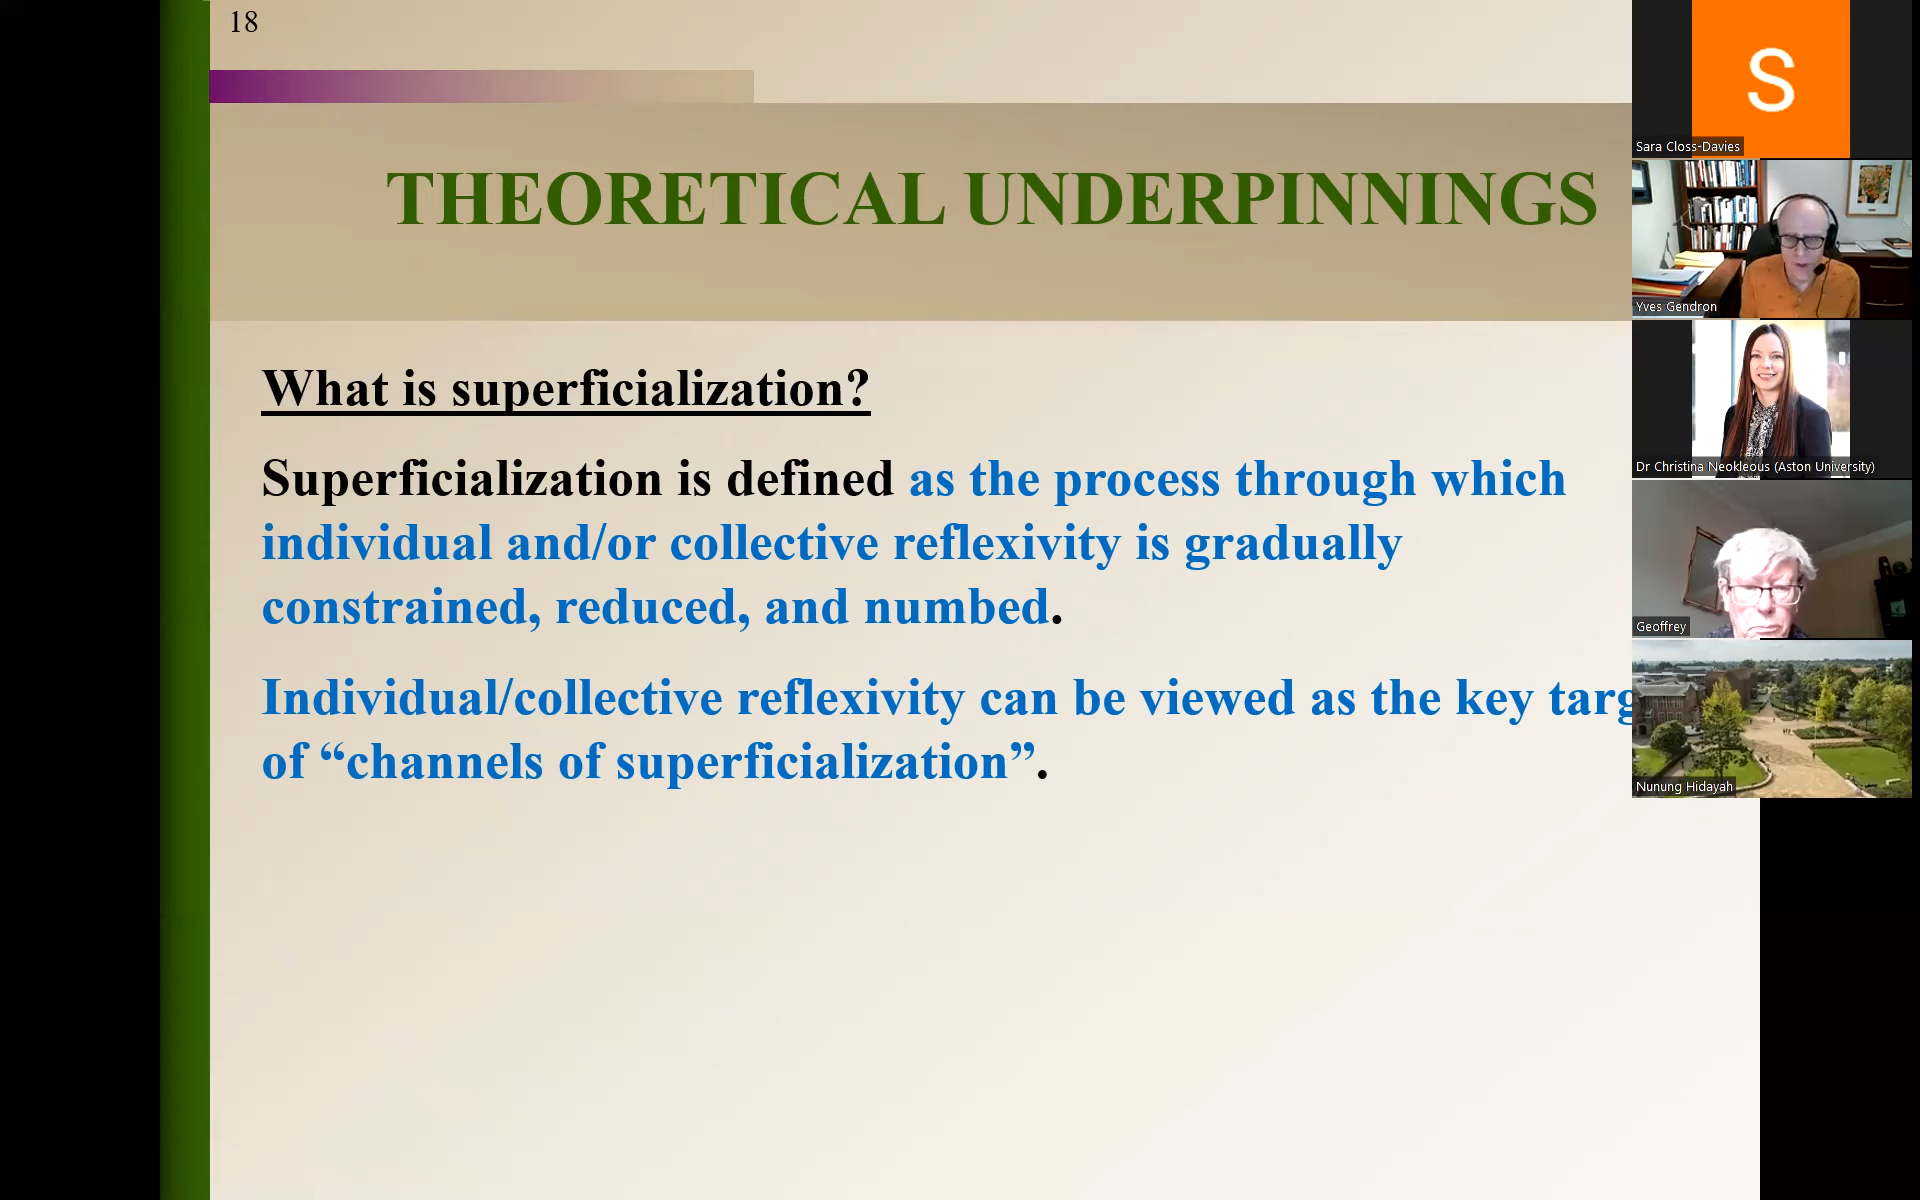 18
THEORETICAL UNDERPINNINGS
What is superficialization?
Superficialization is defined as the process through which
individual and/or collective reflexivity is gradually
constrained, reduced, and numbed.
Individual/collective reflexivity can be viewed as the key targ
of “channels of superficialization”.
S
Sara Closs-Davies
Yves Gendron
Dr Christina Neokleous (Aston University)
Geoffrey
Nunung Hidayah